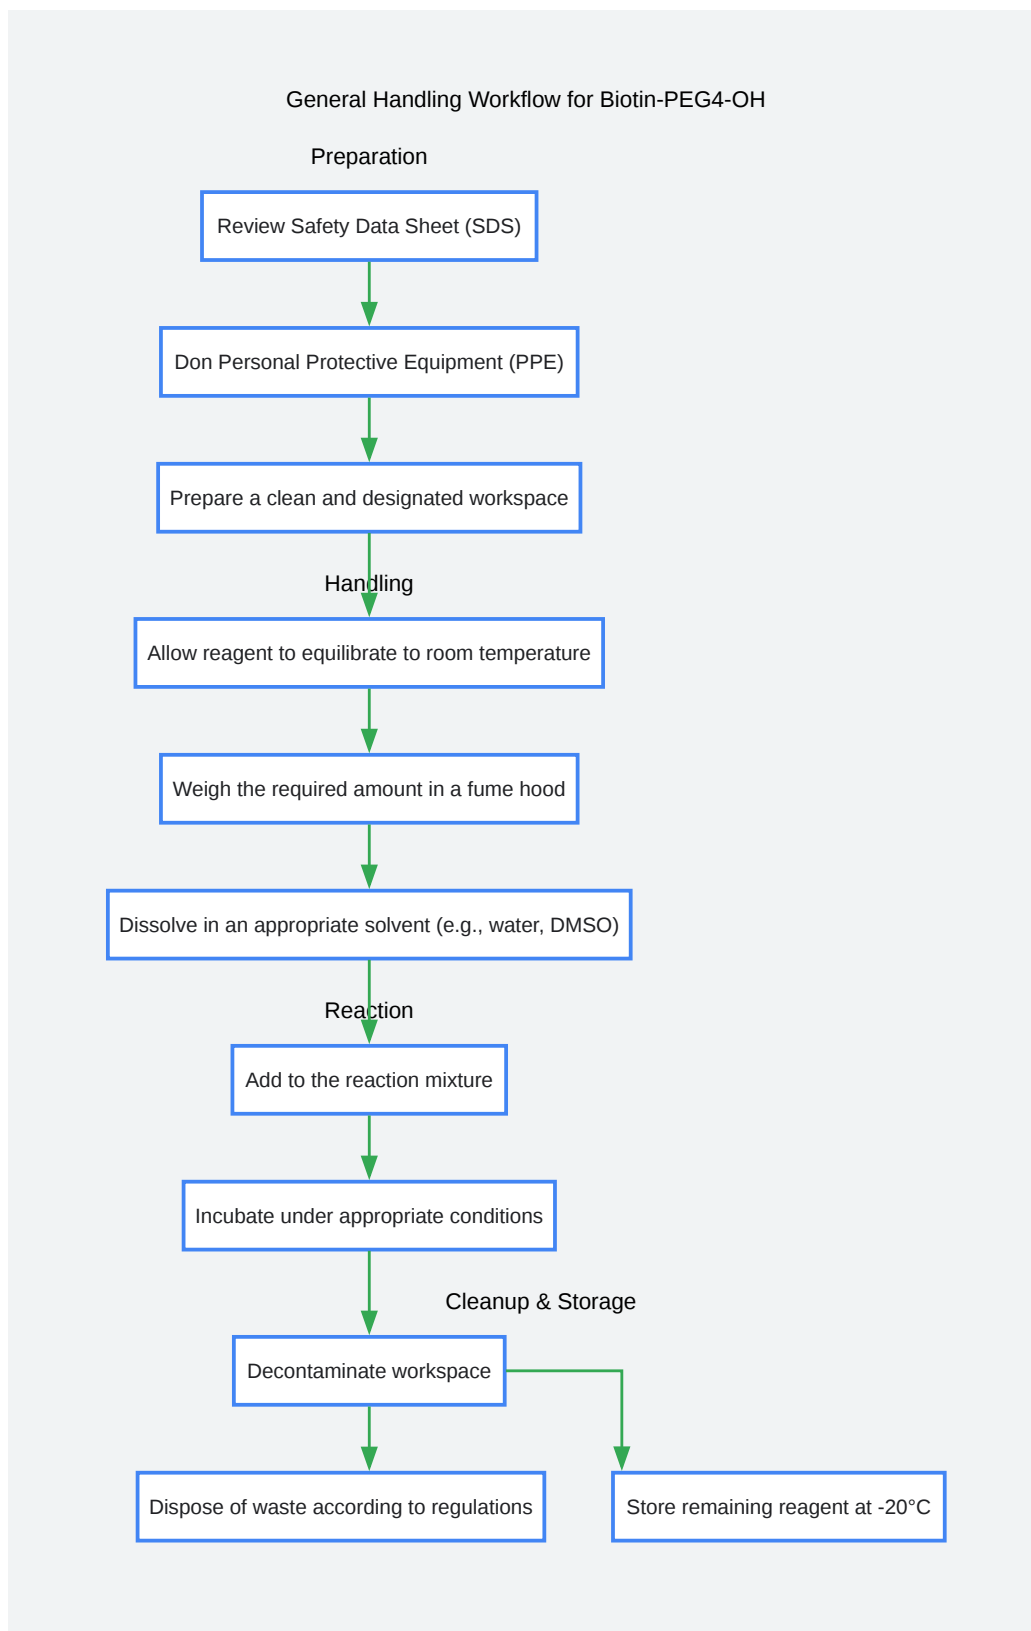 General Handling Workflow for Biotin-PEG4-OH
Preparation
Review Safety Data Sheet (SDS)
Don Personal Protective Equipment (PPE)
Prepare a clean and designated workspace
Handling
Allow reagent to equilibrate to room temperature
Weigh the required amount in a fume hood
Dissolve in an appropriate solvent (e.g., water, DMSO)
Reaction
Add to the reaction mixture
Incubate under appropriate conditions
Cleanup & Storage
Decontaminate workspace
Dispose of waste according to regulations
Store remaining reagent at -20°C